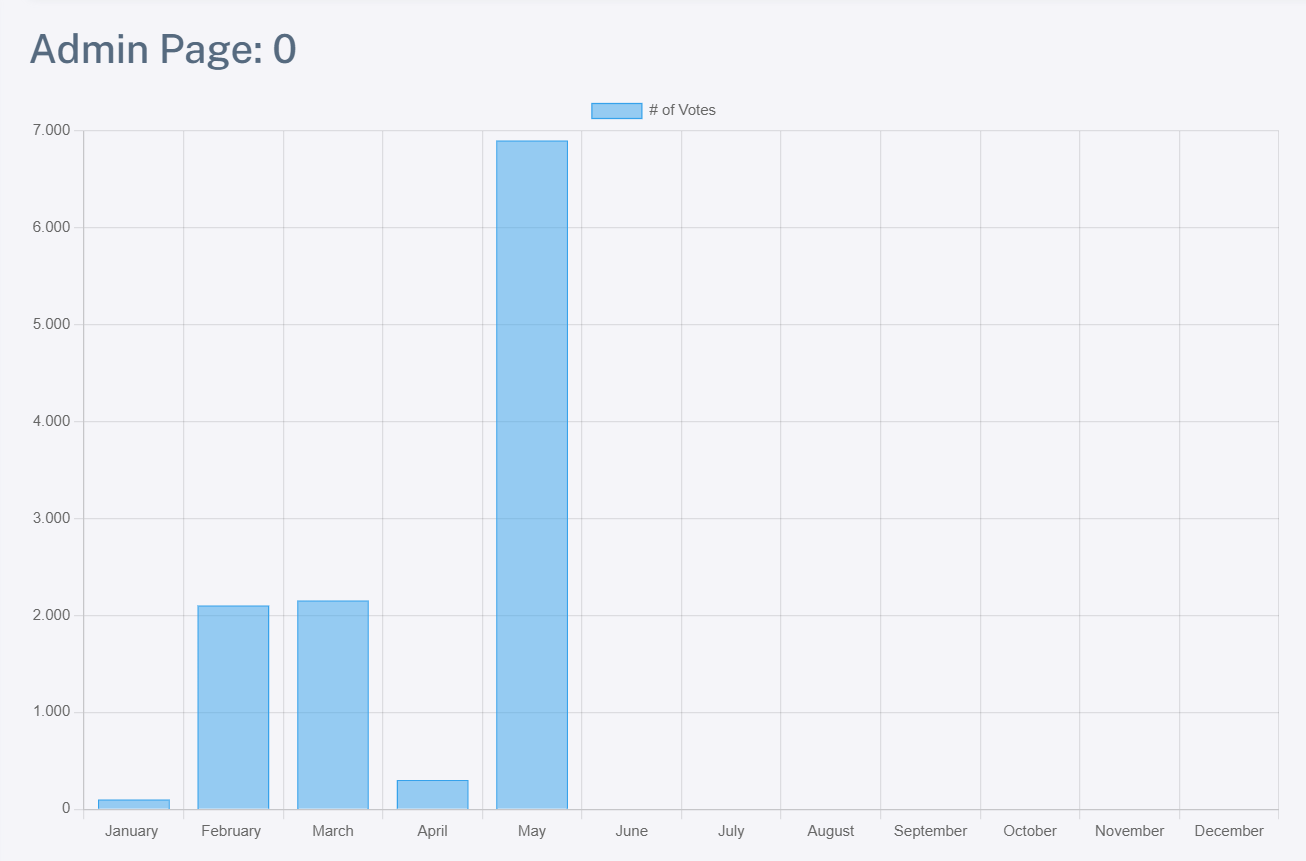 Admin Page: 0
# of Votes
7.000
6.000
5.000
4.000
3.000
2.000
1.000
0
January February March April May June July August September October November December